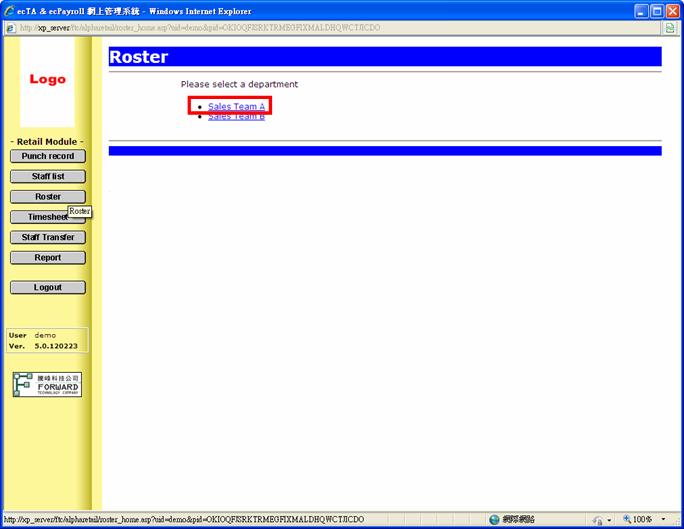 ecTA & ecPayroll 網上管理系統 - Windows Internet Explorer
http://xp_server/ftc/alpharetail/roster_home.asp?uid=demo&pid=OKIOQFJSRKTRMEGFIXMALDHQWCTJICDO
Logo
- Retail Module -
Punch record
Staff list
Roster
Roster
Timesheet
Staff Transfer
Report
Logout
User demo
Ver. 5.0.120223
騰峰科技公司
FORWARD
TECHNOLOGY COMPANY
Roster
Please select a department
Sales Team A
Sales Team B
http://xp_server/ftc/alpharetail/roster_home.asp?uid=demo&pid=OKIOQFJSRKTRMEGFIXMALDHQWCTJICDO
網際網路
100%